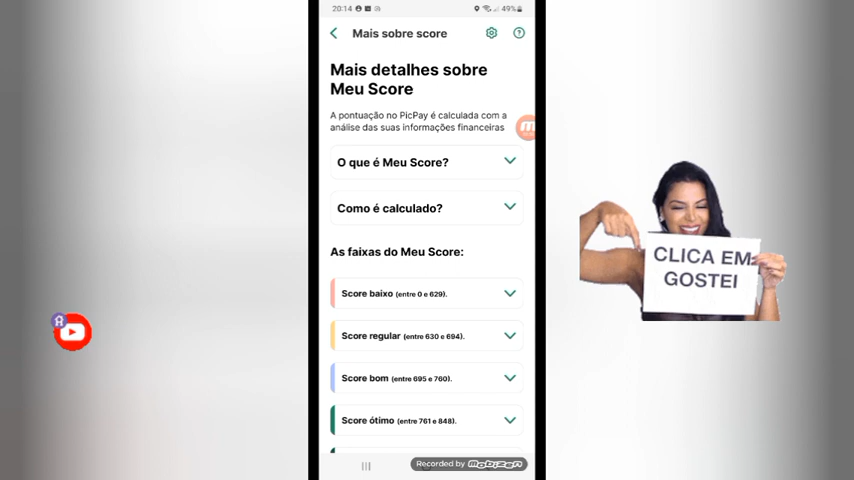 20:14
49%
Mais sobre score
Mais detalhes sobre
Meu Score
A pontuação no PicPay é calculada com a
análise das suas informações financeiras
O que é Meu Score?
Como é calculado?
As faixas do Meu Score:
Score baixo (entre 0 e 629).
Score regular (entre 630 e 694).
Score bom (entre 695 e 760).
Score ótimo (entre 761 e 848).
Recorded by mobizen
CLICA EM
GOSTEI